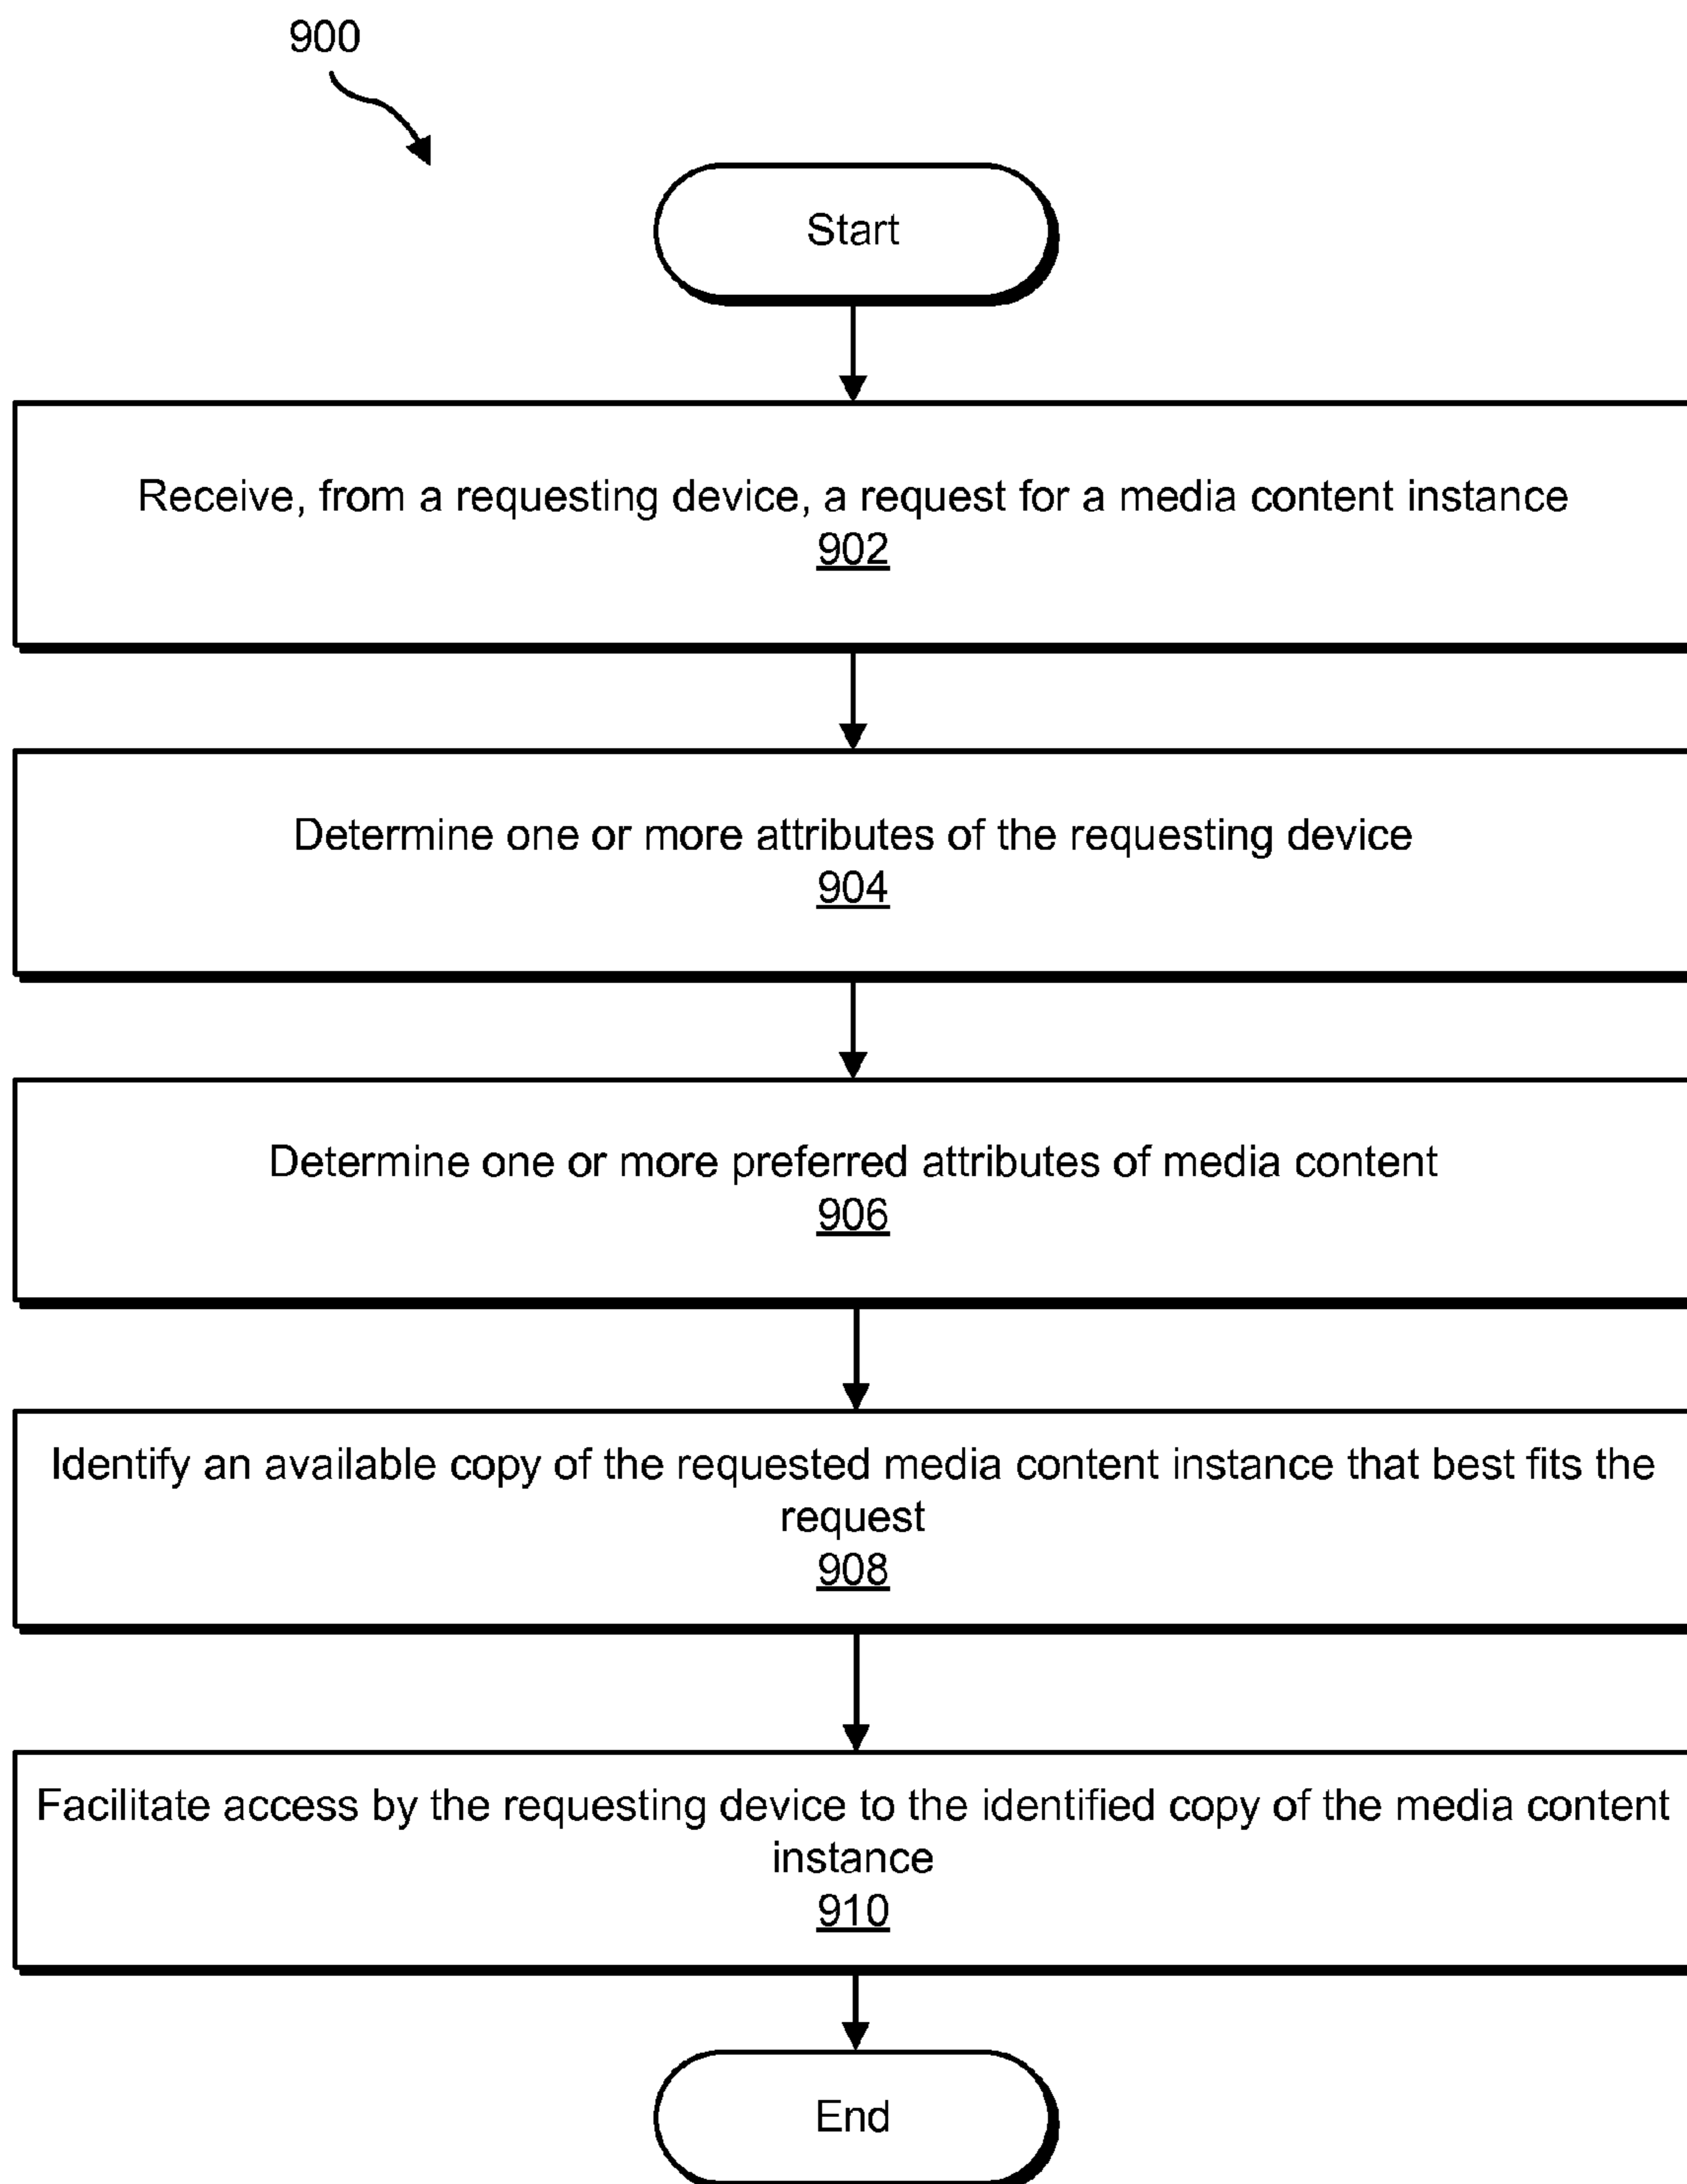 900
Start
Receive, from a requesting device, a request for a media content instance
902
Determine one or more attributes of the requesting device
904
Determine one or more preferred attributes of media content
906
Identify an available copy of the requested media content instance that best fits the
request
908
Facilitate access by the requesting device to the identified copy of the media content
instance
910
End